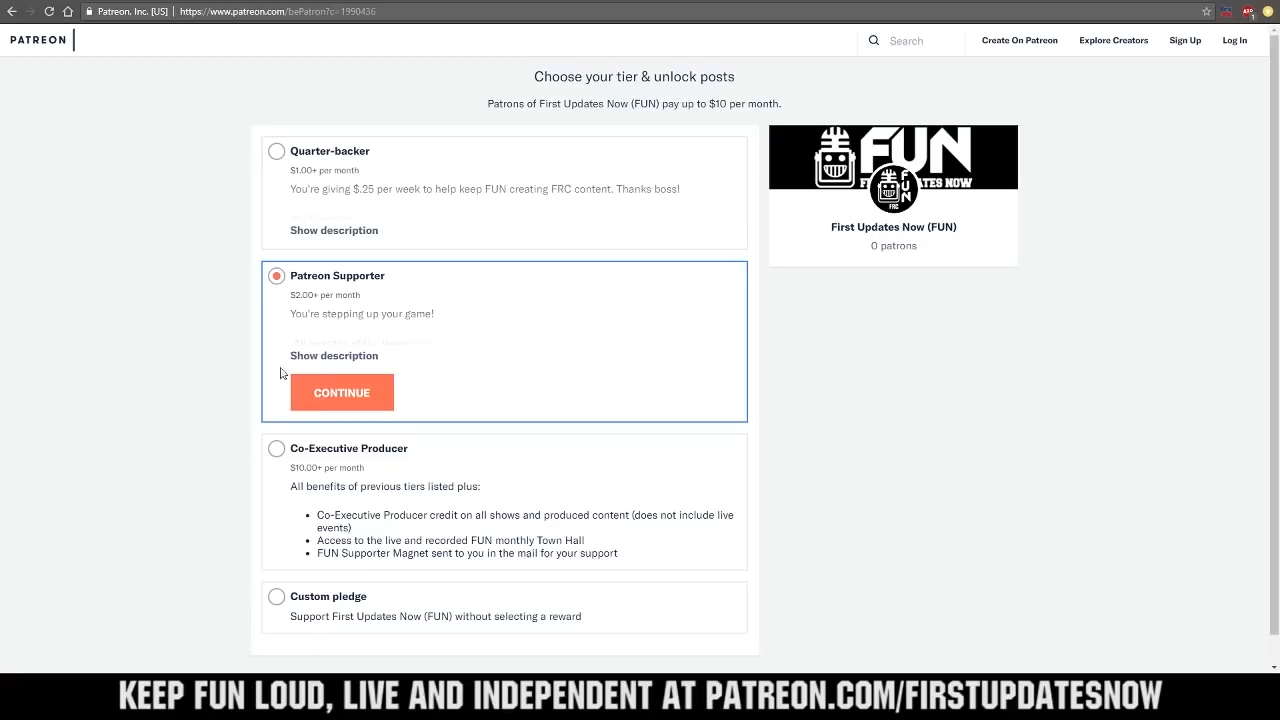 Patreon, Inc. [US] | https://www.patreon.com/bePatron?c=1990436
PATREON
Search
Create On Patreon
Explore Creators
Sign Up
Log In
Choose your tier & unlock posts
Patrons of First Updates Now (FUN) pay up to $10 per month.
Quarter-backer
$1.00+ per month
You're giving $.25 per week to help keep FUN creating FRC content. Thanks boss!
Show description
Patreon Supporter
$2.00+ per month
You're stepping up your game!
Show description
CONTINUE
Co-Executive Producer
$10.00+ per month
All benefits of previous tiers listed plus:
• Co-Executive Producer credit on all shows and produced content (does not include live
events)
• Access to the live and recorded FUN monthly Town Hall
• FUN Supporter Magnet sent to you in the mail for your support
Custom pledge
Support First Updates Now (FUN) without selecting a reward
FUN
FUN
FRC
First Updates Now (FUN)
0 patrons
KEEP FUN LOUD, LIVE AND INDEPENDENT AT PATREON.COM/FIRSTUPDATESNOW